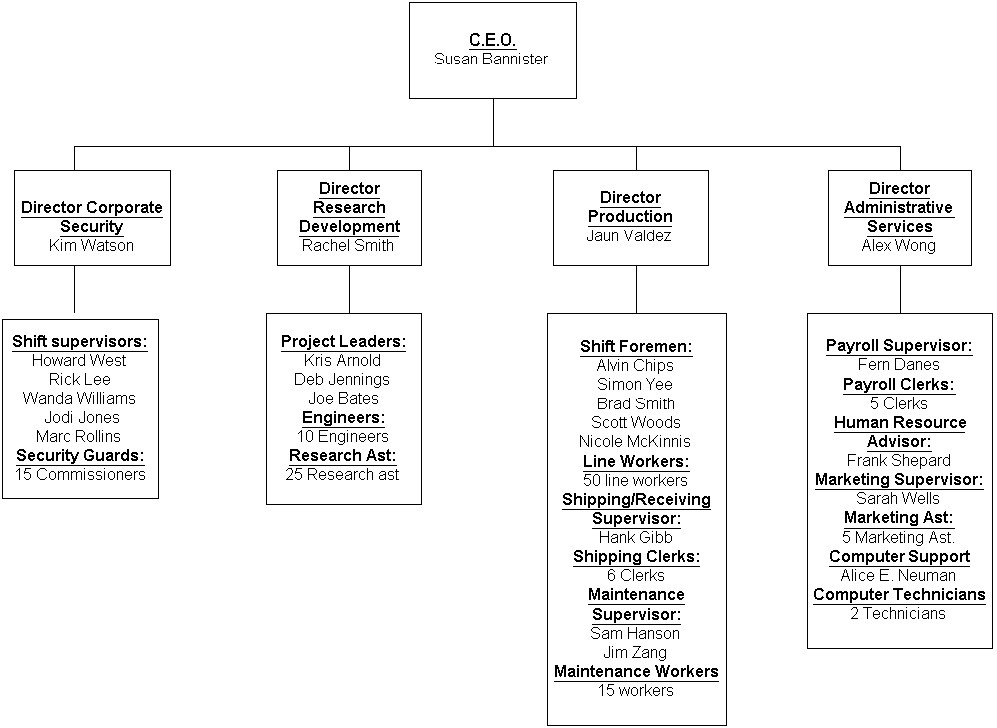 C.E.O.
Susan Bannister
Director Corporate
Security
Kim Watson
Director
Research
Development
Rachel Smith
Director
Production
Jaun Valdez
Director
Administrative
Services
Alex Wong
Shift supervisors:
Howard West
Rick Lee
Wanda Williams
Jodi Jones
Marc Rollins
Security Guards:
15 Commissioners
Project Leaders:
Kris Arnold
Deb Jennings
Joe Bates
Engineers:
10 Engineers
Research Ast:
25 Research ast
Shift Foremen:
Alvin Chips
Simon Yee
Brad Smith
Scott Woods
Nicole McKinnis
Line Workers:
50 line workers
Shipping/Receiving
Supervisor:
Hank Gibb
Shipping Clerks:
6 Clerks
Maintenance
Supervisor:
Sam Hanson
Jim Zang
Maintenance Workers
15 workers
Payroll Supervisor:
Fern Danes
Payroll Clerks:
5 Clerks
Human Resource
Advisor:
Frank Shepard
Marketing Supervisor:
Sarah Wells
Marketing Ast:
5 Marketing Ast.
Computer Support
Alice E. Neuman
Computer Technicians
2 Technicians